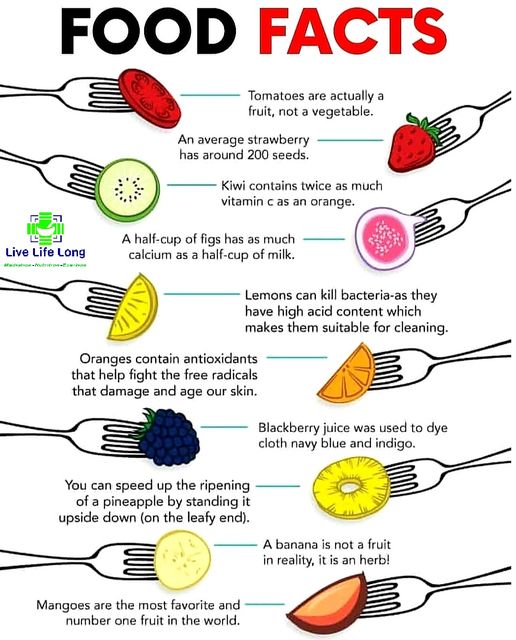 FOOD FACTS
Tomatoes are actually a
fruit, not a vegetable.
An average strawberry
has around 200 seeds.
Kiwi contains twice as much
vitamin c as an orange.
Live Life Long
A half-cup of figs has as much
calcium as a half-cup of milk.
Lemons can kill bacteria-as they
have high acid content which
makes them suitable for cleaning.
Oranges contain antioxidants
that help fight the free radicals
that damage and age our skin.
Blackberry juice was used to dye
cloth navy blue and indigo.
You can speed up the ripening
of a pineapple by standing it
upside down (on the leafy end).
A banana is not a fruit
in reality, it is an herb!
Mangoes are the most favorite and
number one fruit in the world.